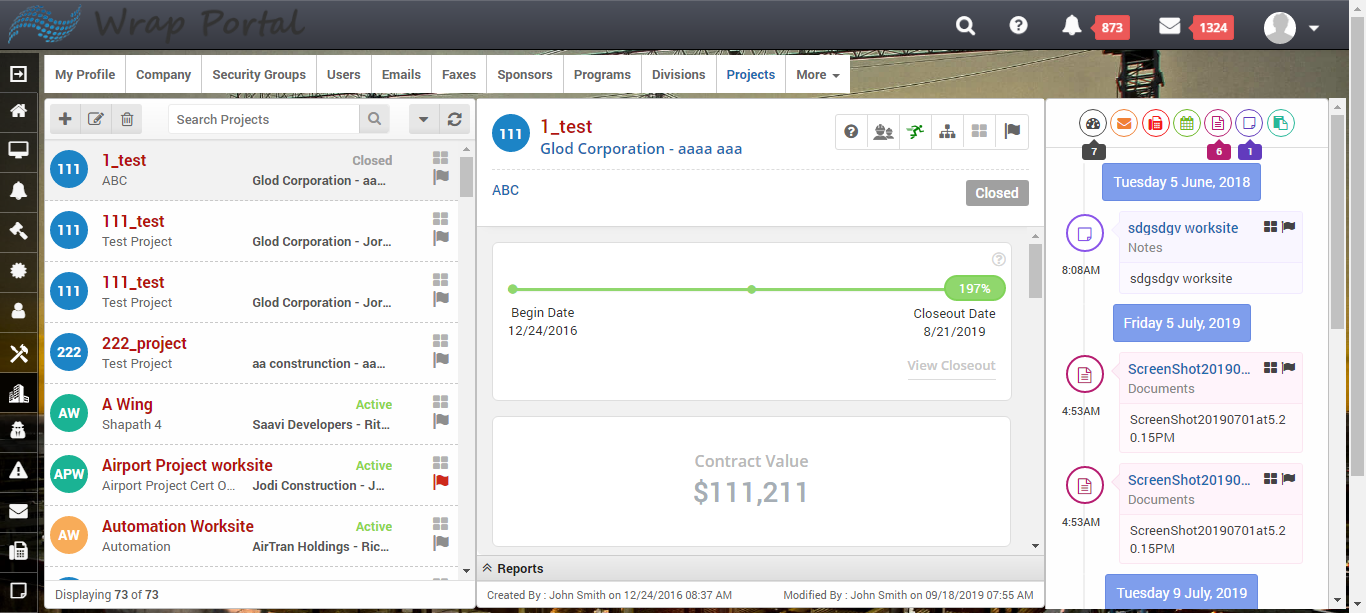 Wrap Portal
873
1324
My Profile
Company
Security Groups
Users
Emails
Faxes
Sponsors
Programs
Divisions
Projects
More
Search Projects
111
1_test
Closed
ABC
Glod Corporation - aa...
111
111_test
Test Project
Glod Corporation - Jor...
111
111_test
Test Project
Glod Corporation - Jor...
222
222_project
Test Project
aa construnction - aa...
AW
A Wing
Active
Shapath 4
Saavi Developers - Rit...
APW
Airport Project worksite
Active
Airport Project Cert O...
Jodi Construction - J...
AW
Automation Worksite
Active
Automation
AirTran Holdings - Ric...
Displaying 73 of 73
111
1_test
Glod Corporation - aaaa aaa
ABC
Closed
197%
Begin Date
12/24/2016
Closeout Date
8/21/2019
View Closeout
Contract Value
$111,211
Reports
Created By : John Smith on 12/24/2016 08:37 AM
Modified By : John Smith on 09/18/2019 07:55 AM
7
6
1
Tuesday 5 June, 2018
sdgsdgv worksite
Notes
8:08AM
sdgsdgv worksite
Friday 5 July, 2019
ScreenShot20190...
Documents
4:53AM
ScreenShot20190701at5.2
0.15PM
ScreenShot20190...
Documents
4:53AM
ScreenShot20190701at5.2
0.15PM
Tuesday 9 July, 2019